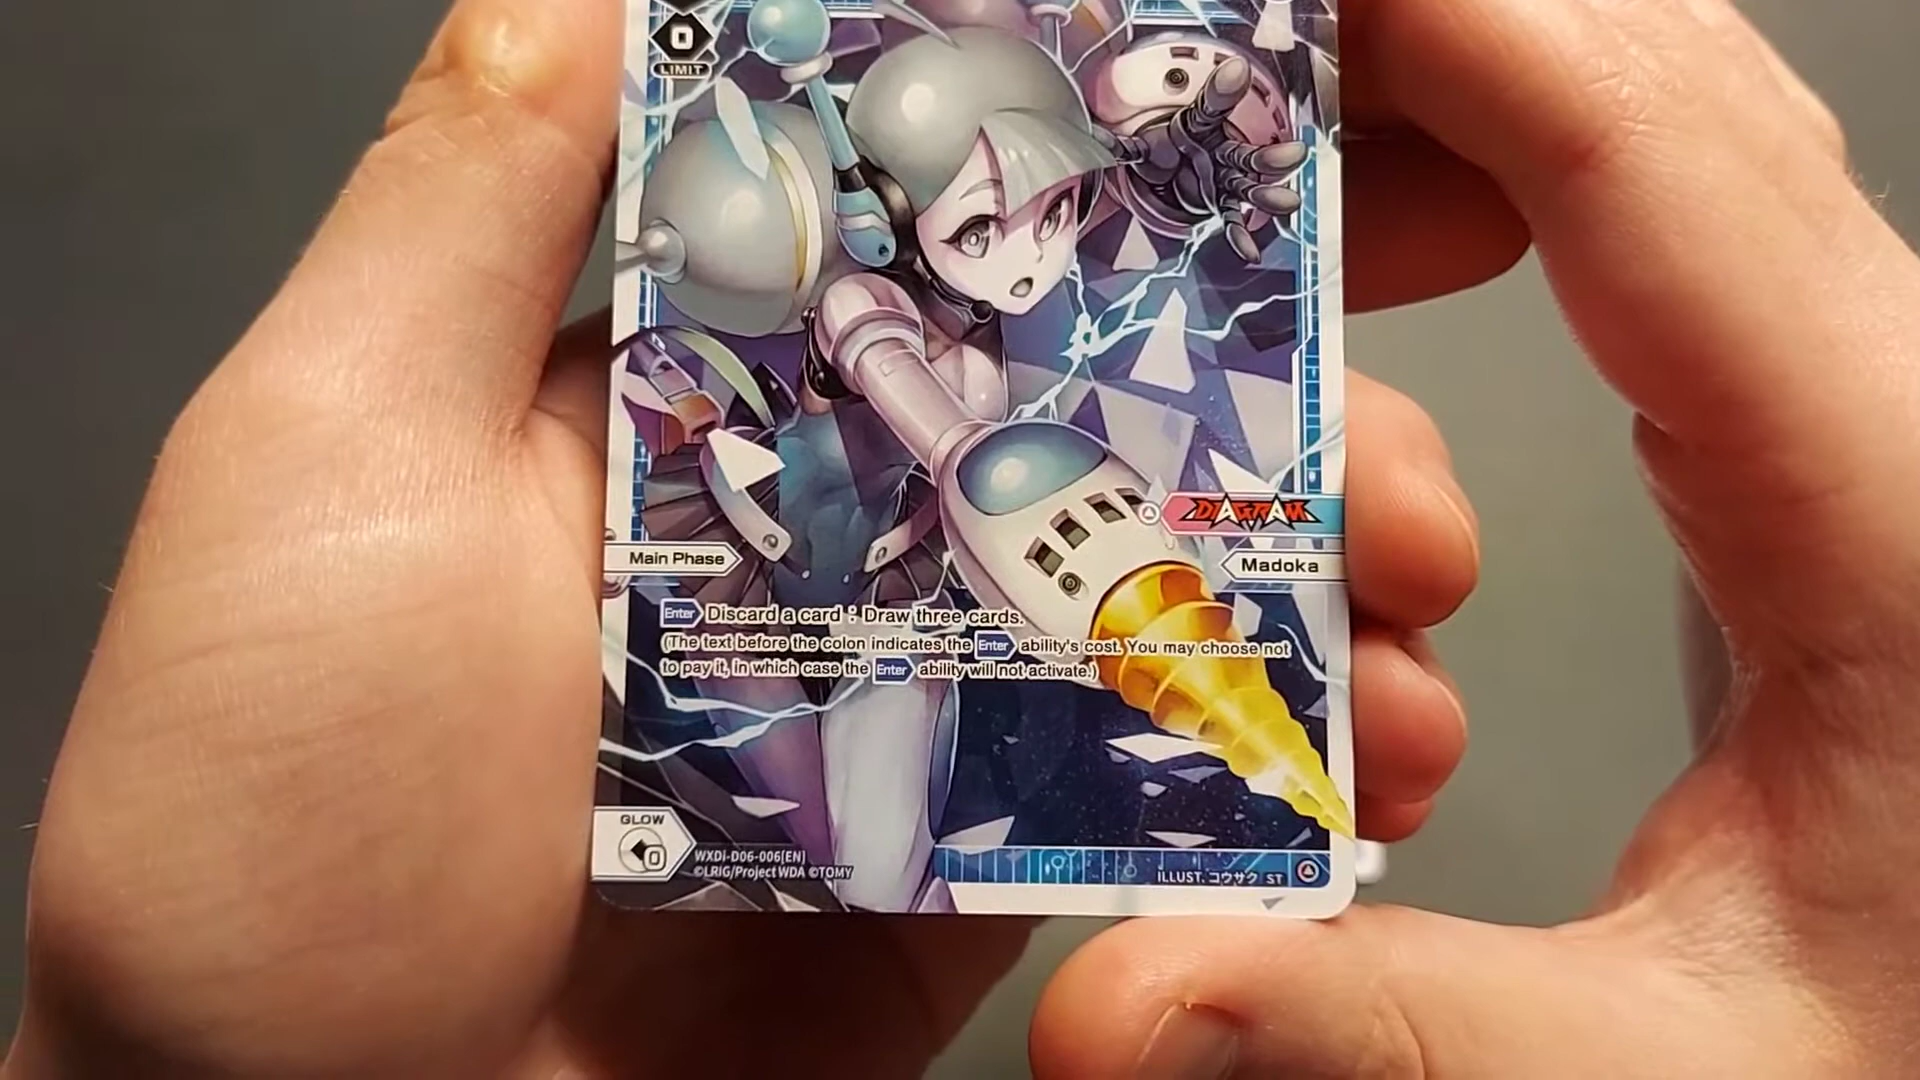 0
LIMIT
DIAGRAM
Main Phase
Madoka
Enter Discard a card : Draw three cards.
(The text before the colon indicates the Enter ability's cost. You may choose not
to pay it, in which case the Enter ability will not activate.)
GLOW
0
WXDi-D06-006[EN]
©LRIG/Project WDA ©TOMY
ILLUST. コウサク ST